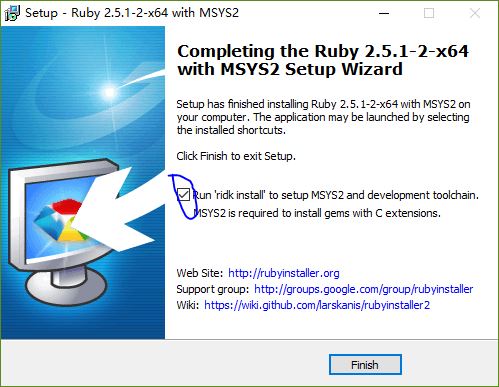 Setup - Ruby 2.5.1-2-x64 with MSYS2
Completing the Ruby 2.5.1-2-x64
with MSYS2 Setup Wizard
Setup has finished installing Ruby 2.5.1-2-x64 with MSYS2 on
your computer. The application may be launched by selecting
the installed shortcuts.
Click Finish to exit Setup.
Run 'ridk install' to setup MSYS2 and development toolchain.
MSYS2 is required to install gems with C extensions.
Web Site: http://rubyinstaller.org
Support group: http://groups.google.com/group/rubyinstaller
Wiki: https://wiki.github.com/larskanis/rubyinstaller2
Finish